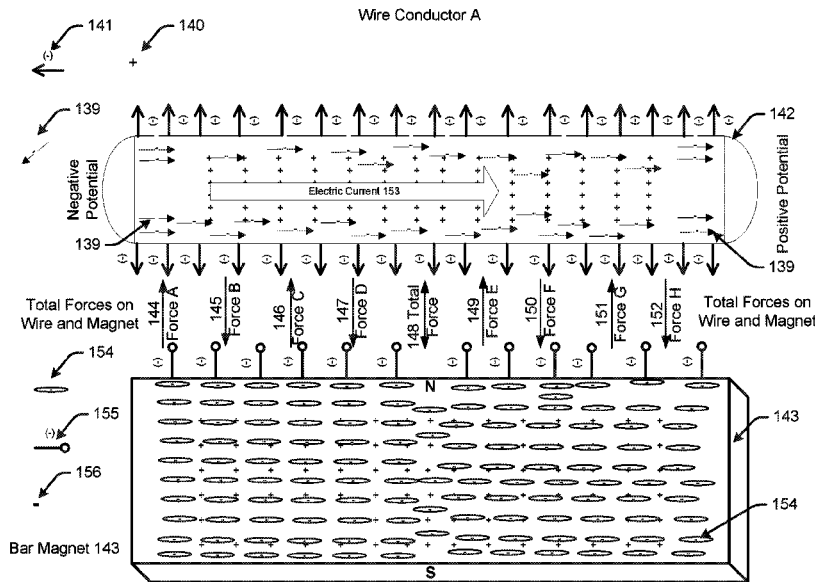 Wire Conductor A
141
140
(-)
+
139
(-) (-) (-) (-) (-) (-) (-) (-) (-) (-) (-) (-) (-) (-) (-)
142
Negative Potential
Electric Current 153
Positive Potential
139
139
(-) (-) (-) (-) (-) (-) (-) (-) (-) (-) (-) (-) (-) (-) (-)
Total Forces on
Wire and Magnet
144
Force A
145
Force B
146
Force C
147
Force D
148 Total
Force
149
Force E
150
Force F
151
Force G
152
Force H
Total Forces on
Wire and Magnet
154
(-) (-) (-) (-) (-) (-) (-) (-) (-) (-) (-)
N
155
(-)
143
156
-
154
Bar Magnet 143
S